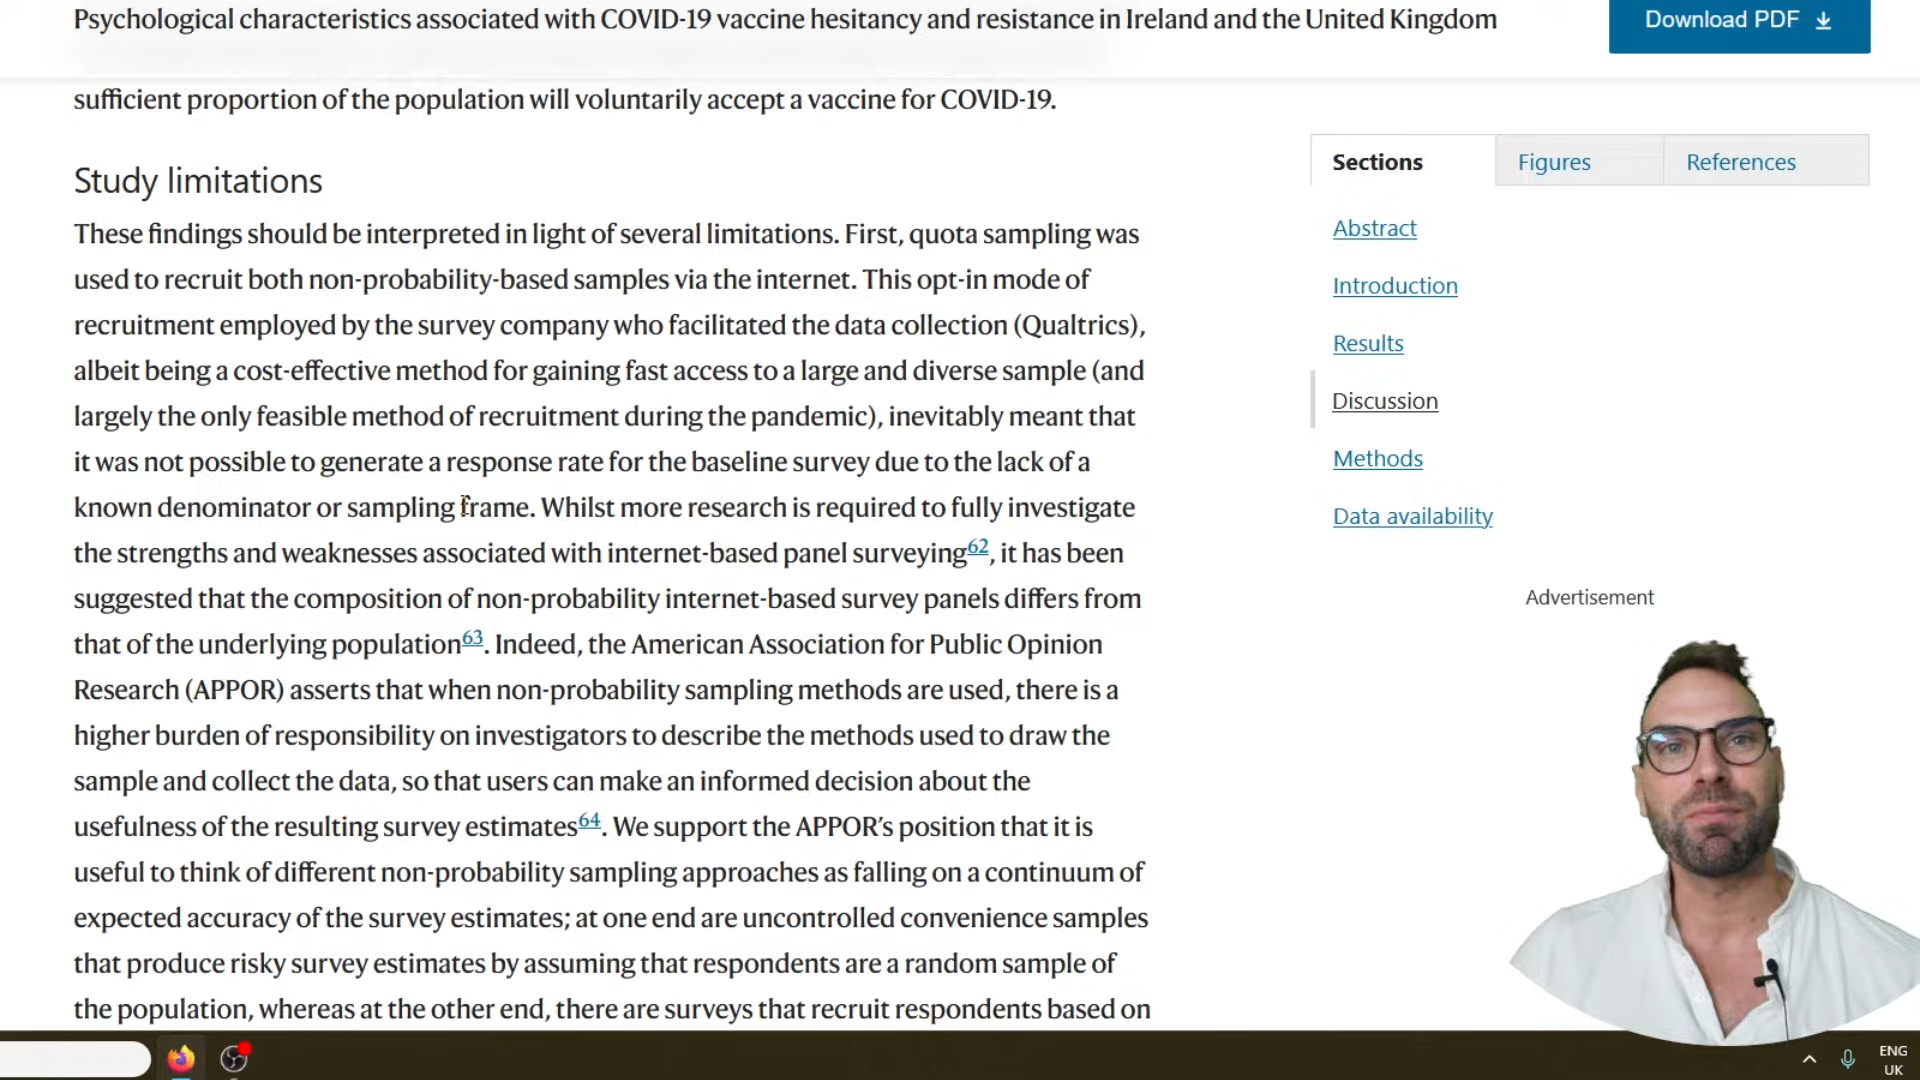 Psychological characteristics associated with COVID-19 vaccine hesitancy and resistance in Ireland and the United Kingdom
Download PDF
sufficient proportion of the population will voluntarily accept a vaccine for COVID-19.
Study limitations
These findings should be interpreted in light of several limitations. First, quota sampling was
used to recruit both non-probability-based samples via the internet. This opt-in mode of
recruitment employed by the survey company who facilitated the data collection (Qualtrics),
albeit being a cost-effective method for gaining fast access to a large and diverse sample (and
largely the only feasible method of recruitment during the pandemic), inevitably meant that
it was not possible to generate a response rate for the baseline survey due to the lack of a
known denominator or sampling frame. Whilst more research is required to fully investigate
the strengths and weaknesses associated with internet-based panel surveying62, it has been
suggested that the composition of non-probability internet-based survey panels differs from
that of the underlying population63. Indeed, the American Association for Public Opinion
Research (APPOR) asserts that when non-probability sampling methods are used, there is a
higher burden of responsibility on investigators to describe the methods used to draw the
sample and collect the data, so that users can make an informed decision about the
usefulness of the resulting survey estimates64. We support the APPOR's position that it is
useful to think of different non-probability sampling approaches as falling on a continuum of
expected accuracy of the survey estimates; at one end are uncontrolled convenience samples
that produce risky survey estimates by assuming that respondents are a random sample of
the population, whereas at the other end, there are surveys that recruit respondents based on
Sections
Figures
References
Abstract
Introduction
Results
Discussion
Methods
Data availability
Advertisement
ENG
UK